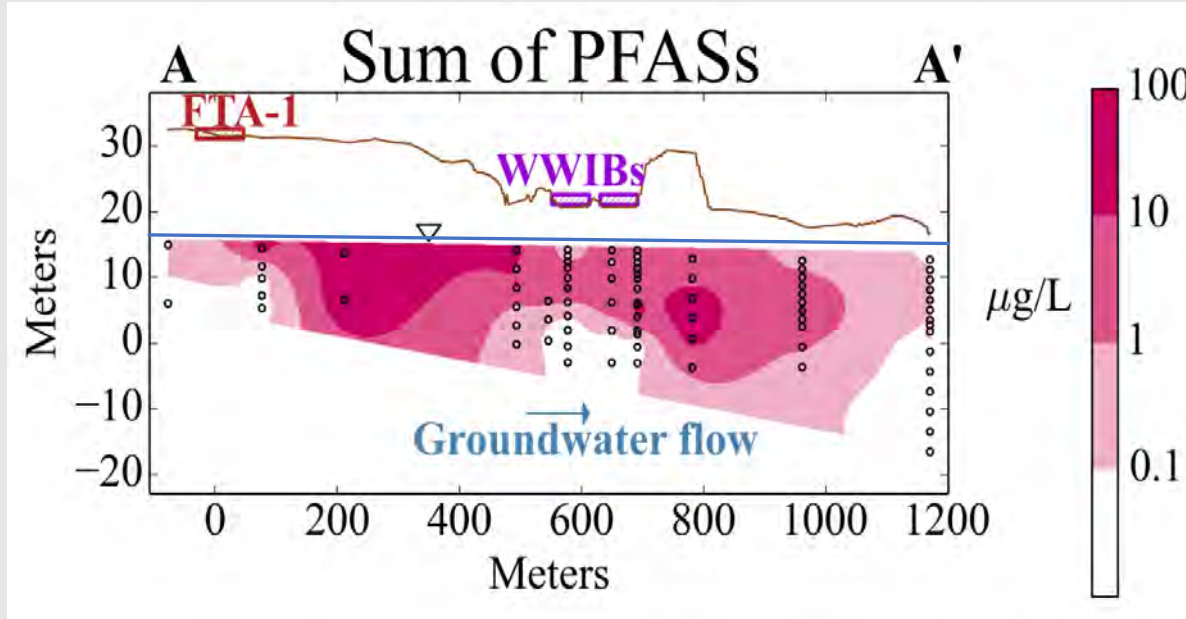 A Sum of PFASs A'
FTA-1
WWIBs
30
20
10
0
−10
−20
Meters
Groundwater flow
0 200 400 600 800 1000 1200
Meters
100
10
1
0.1
μg/L